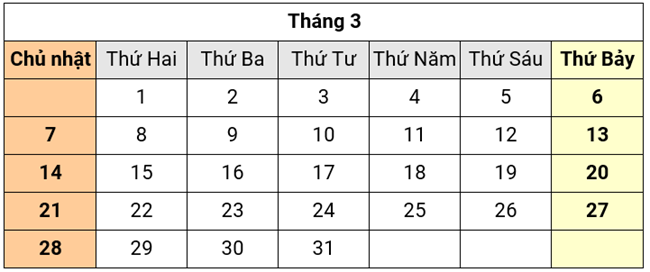 Tháng 3
Chủ nhật Thứ Hai Thứ Ba Thứ Tư Thứ Năm Thứ Sáu Thứ Bảy
1 2 3 4 5 6
7 8 9 10 11 12 13
14 15 16 17 18 19 20
21 22 23 24 25 26 27
28 29 30 31